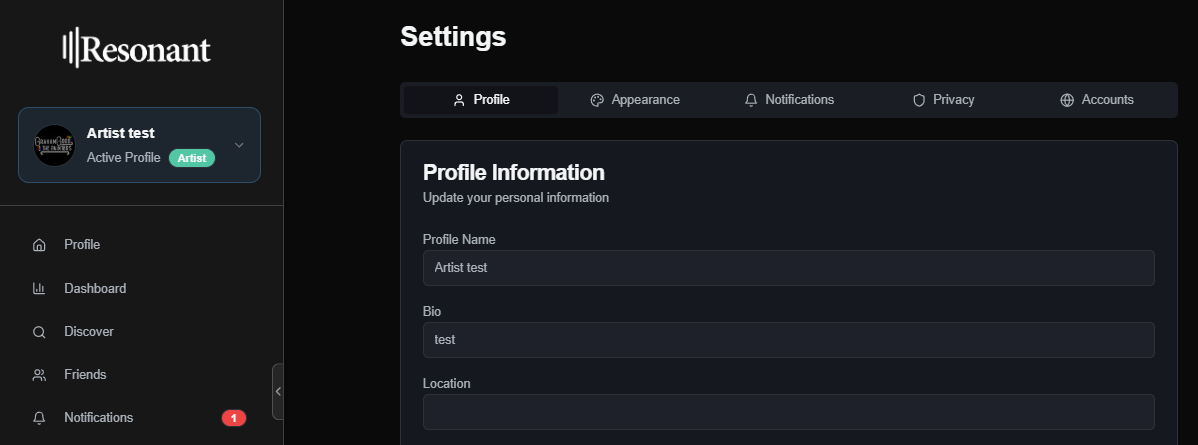 Resonant
Artist test
Active Profile Artist
Profile
Dashboard
Discover
Friends
Notifications 1
Settings
Profile Appearance Notifications Privacy Accounts
Profile Information
Update your personal information
Profile Name
Artist test
Bio
test
Location